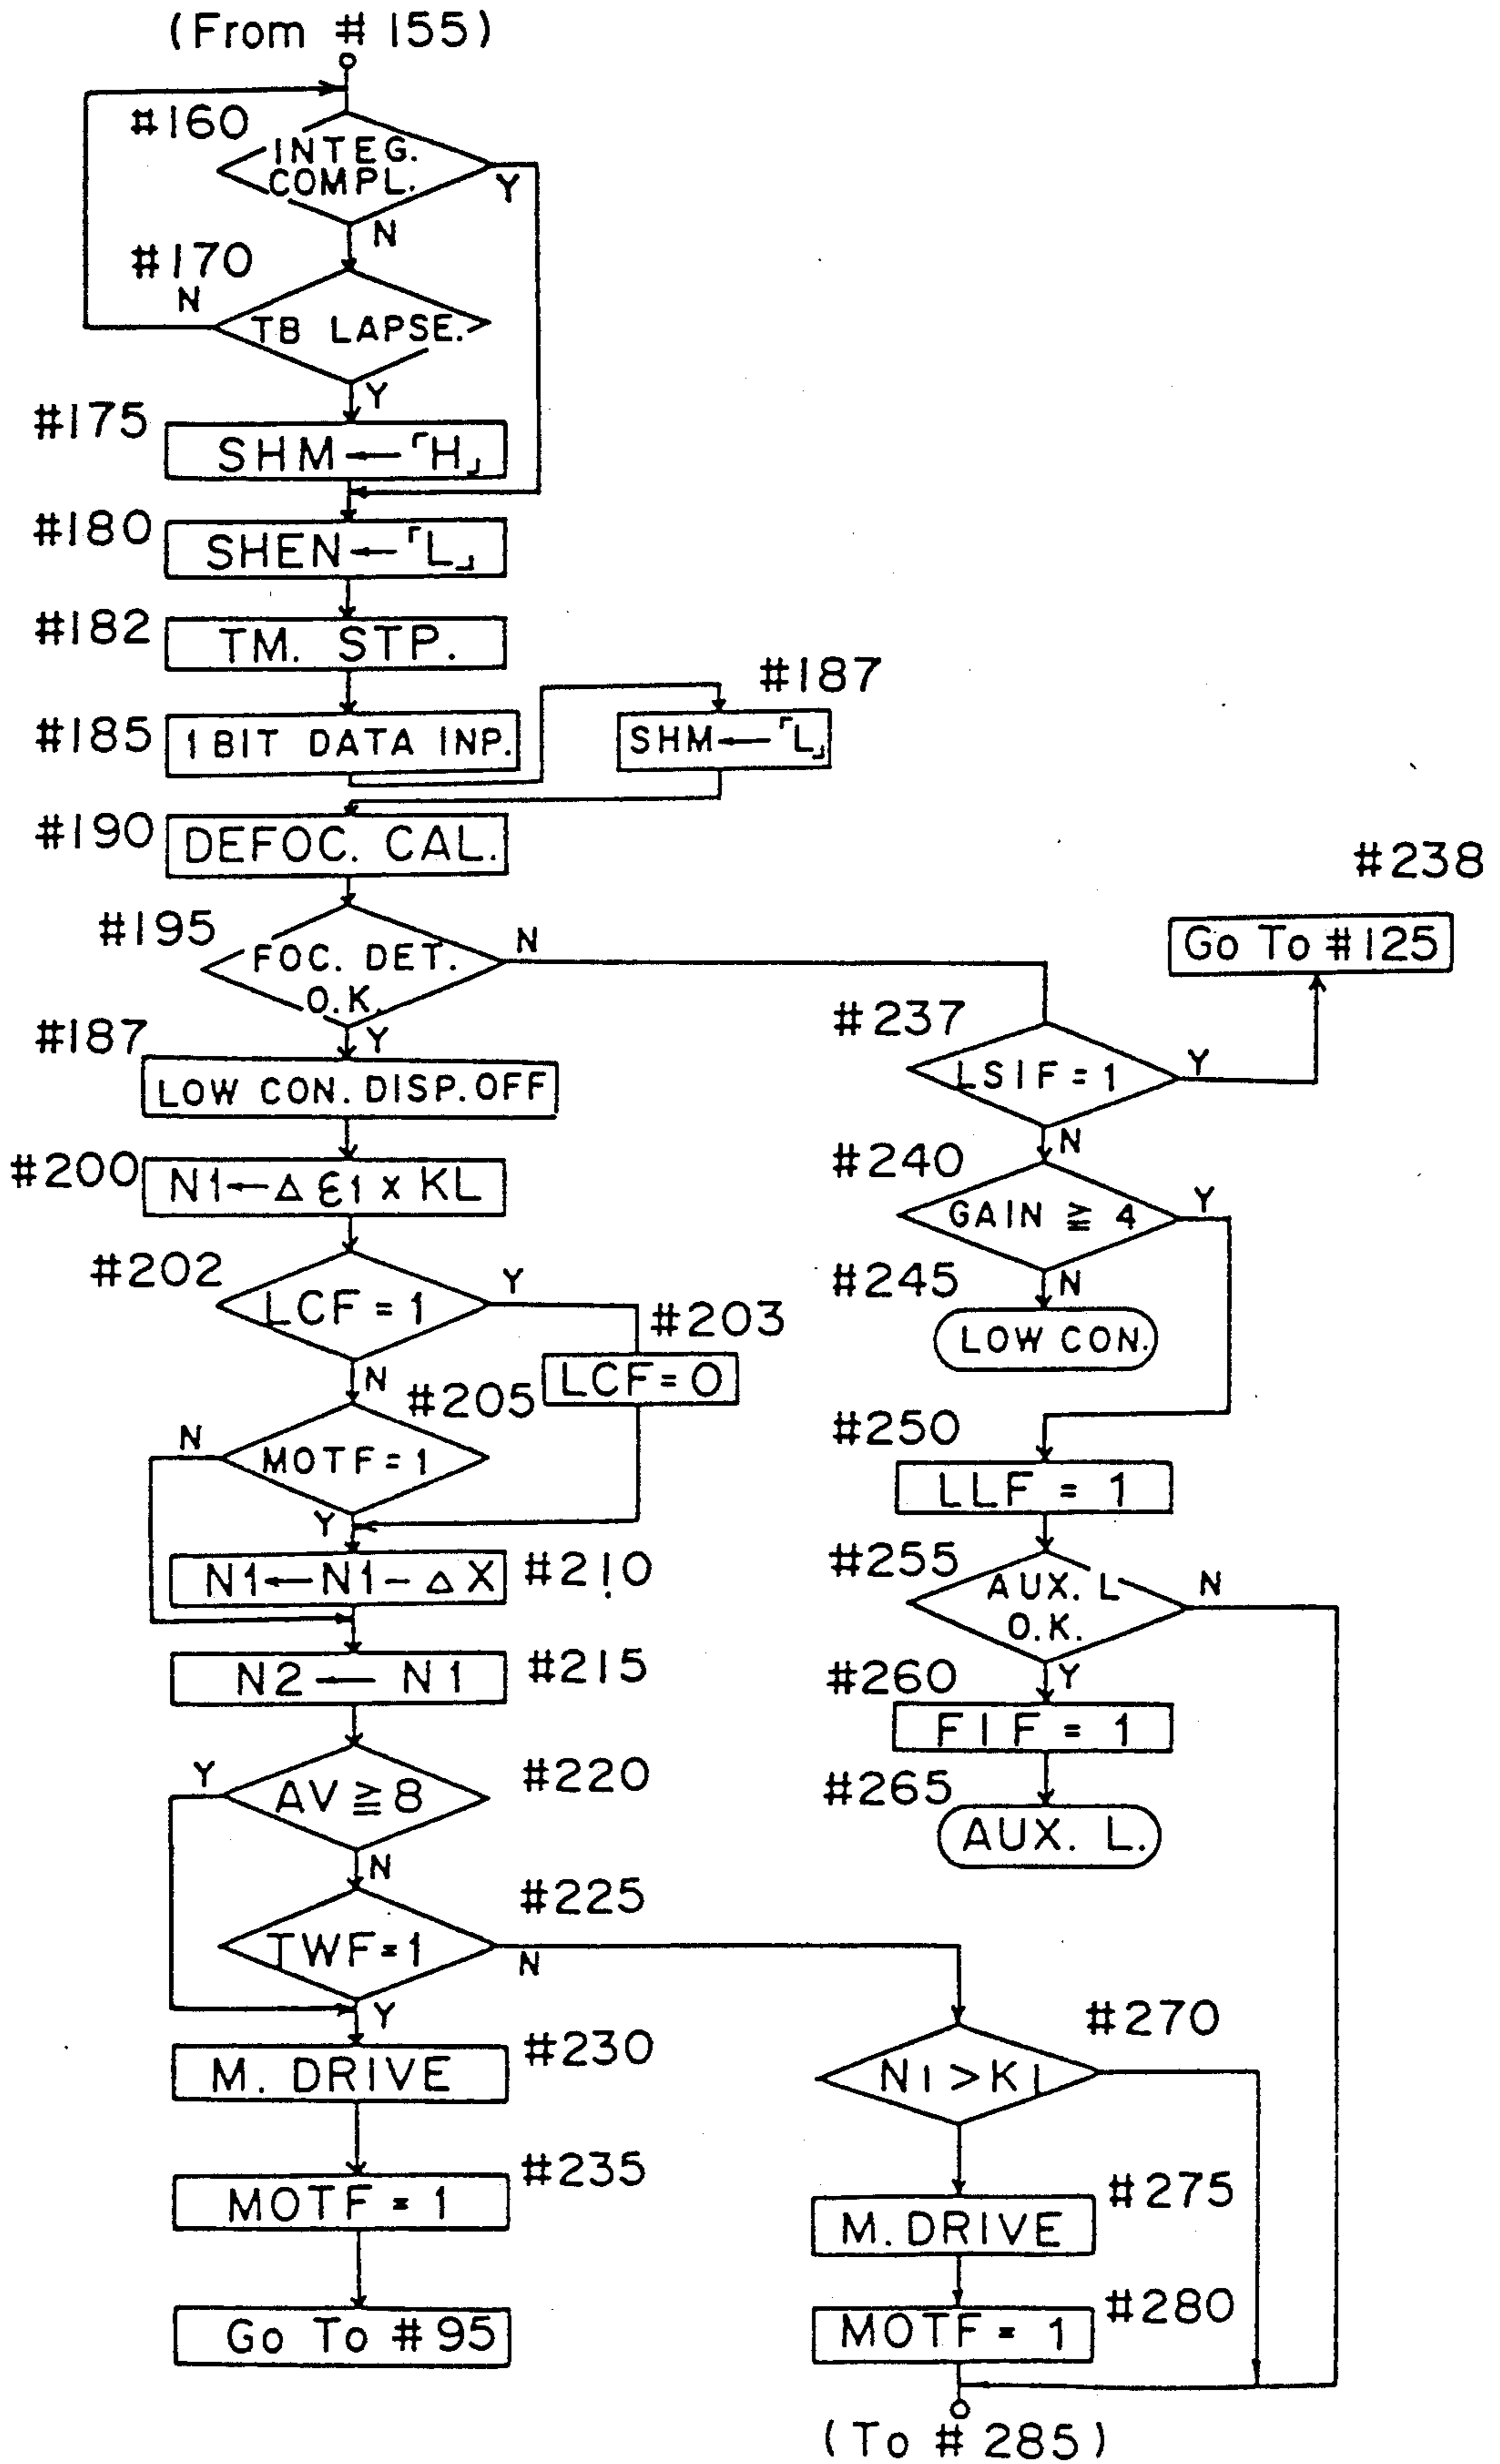 (From # 155)
#160
INTEG.
COMPL.
Y
N
#170
N
TB LAPSE.
Y
#175
SHM ← 「H」
#180
SHEN ← 「L」
#182
TM. STP.
#185
1 BIT DATA INP.
#187
SHM ← 「L」
#190
DEFOC. CAL.
#195
FOC. DET.
O.K.
N
Y
#187
LOW CON. DISP. OFF
#200
N1 ← Δ ε1 x KL
#202
LCF = 1
Y
N
#203
LCF = 0
#205
N
MOTF = 1
Y
N1 ← N1 - Δ X
#210
N2 ← N1
#215
Y
AV ≧ 8
#220
N
TWF = 1
#225
N
Y
M. DRIVE
#230
MOTF = 1
#235
Go To # 95
#238
Go To #125
#237
LSIF = 1
Y
N
#240
GAIN ≧ 4
Y
N
#245
LOW CON.
#250
LLF = 1
#255
AUX. L
O.K.
N
Y
#260
FIF = 1
#265
AUX. L.
#270
N1 > K1
#275
M. DRIVE
#280
MOTF = 1
(To # 285)